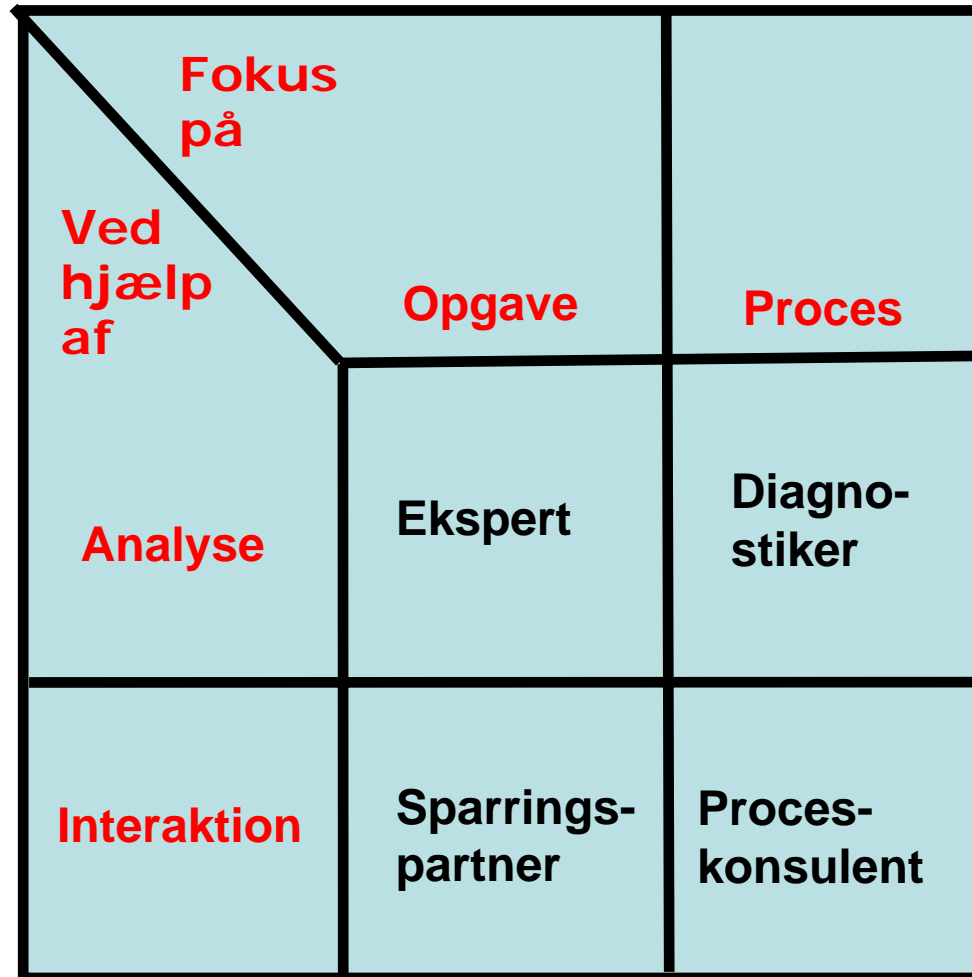 Fokus
på
Ved
hjælp
af
Opgave
Proces
Analyse
Ekspert
Diagno-
stiker
Interaktion
Sparrings-
partner
Proces-
konsulent